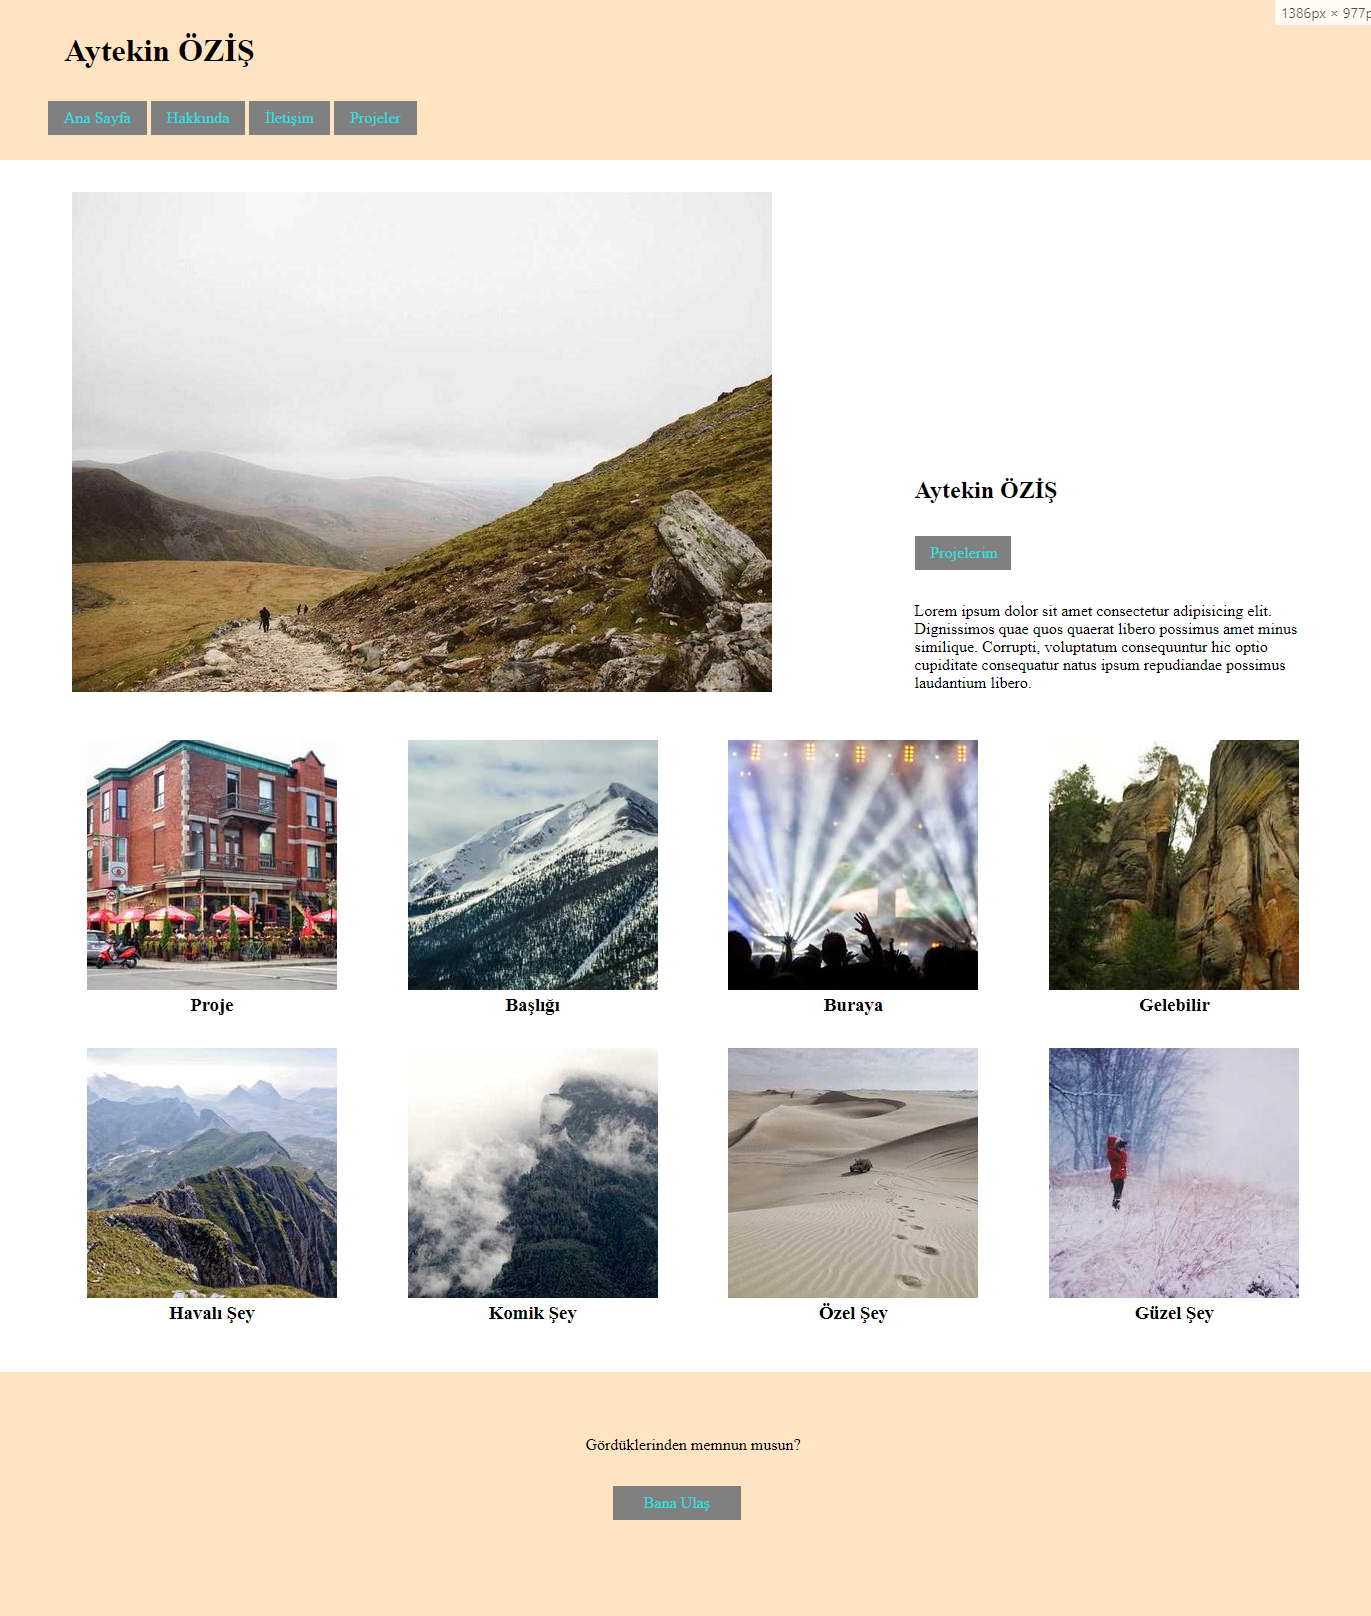 1386px × 977p
Aytekin ÖZİŞ
Ana Sayfa Hakkında İletişim Projeler
Aytekin ÖZİŞ
Projelerim
Lorem ipsum dolor sit amet consectetur adipisicing elit.
Dignissimos quae quos quaerat libero possimus amet minus
similique. Corrupti, voluptatum consequuntur hic optio
cupiditate consequatur natus ipsum repudiandae possimus
laudantium libero.
Proje Başlığı Buraya Gelebilir
Havalı Şey Komik Şey Özel Şey Güzel Şey
Gördüklerinden memnun musun?
Bana Ulaş